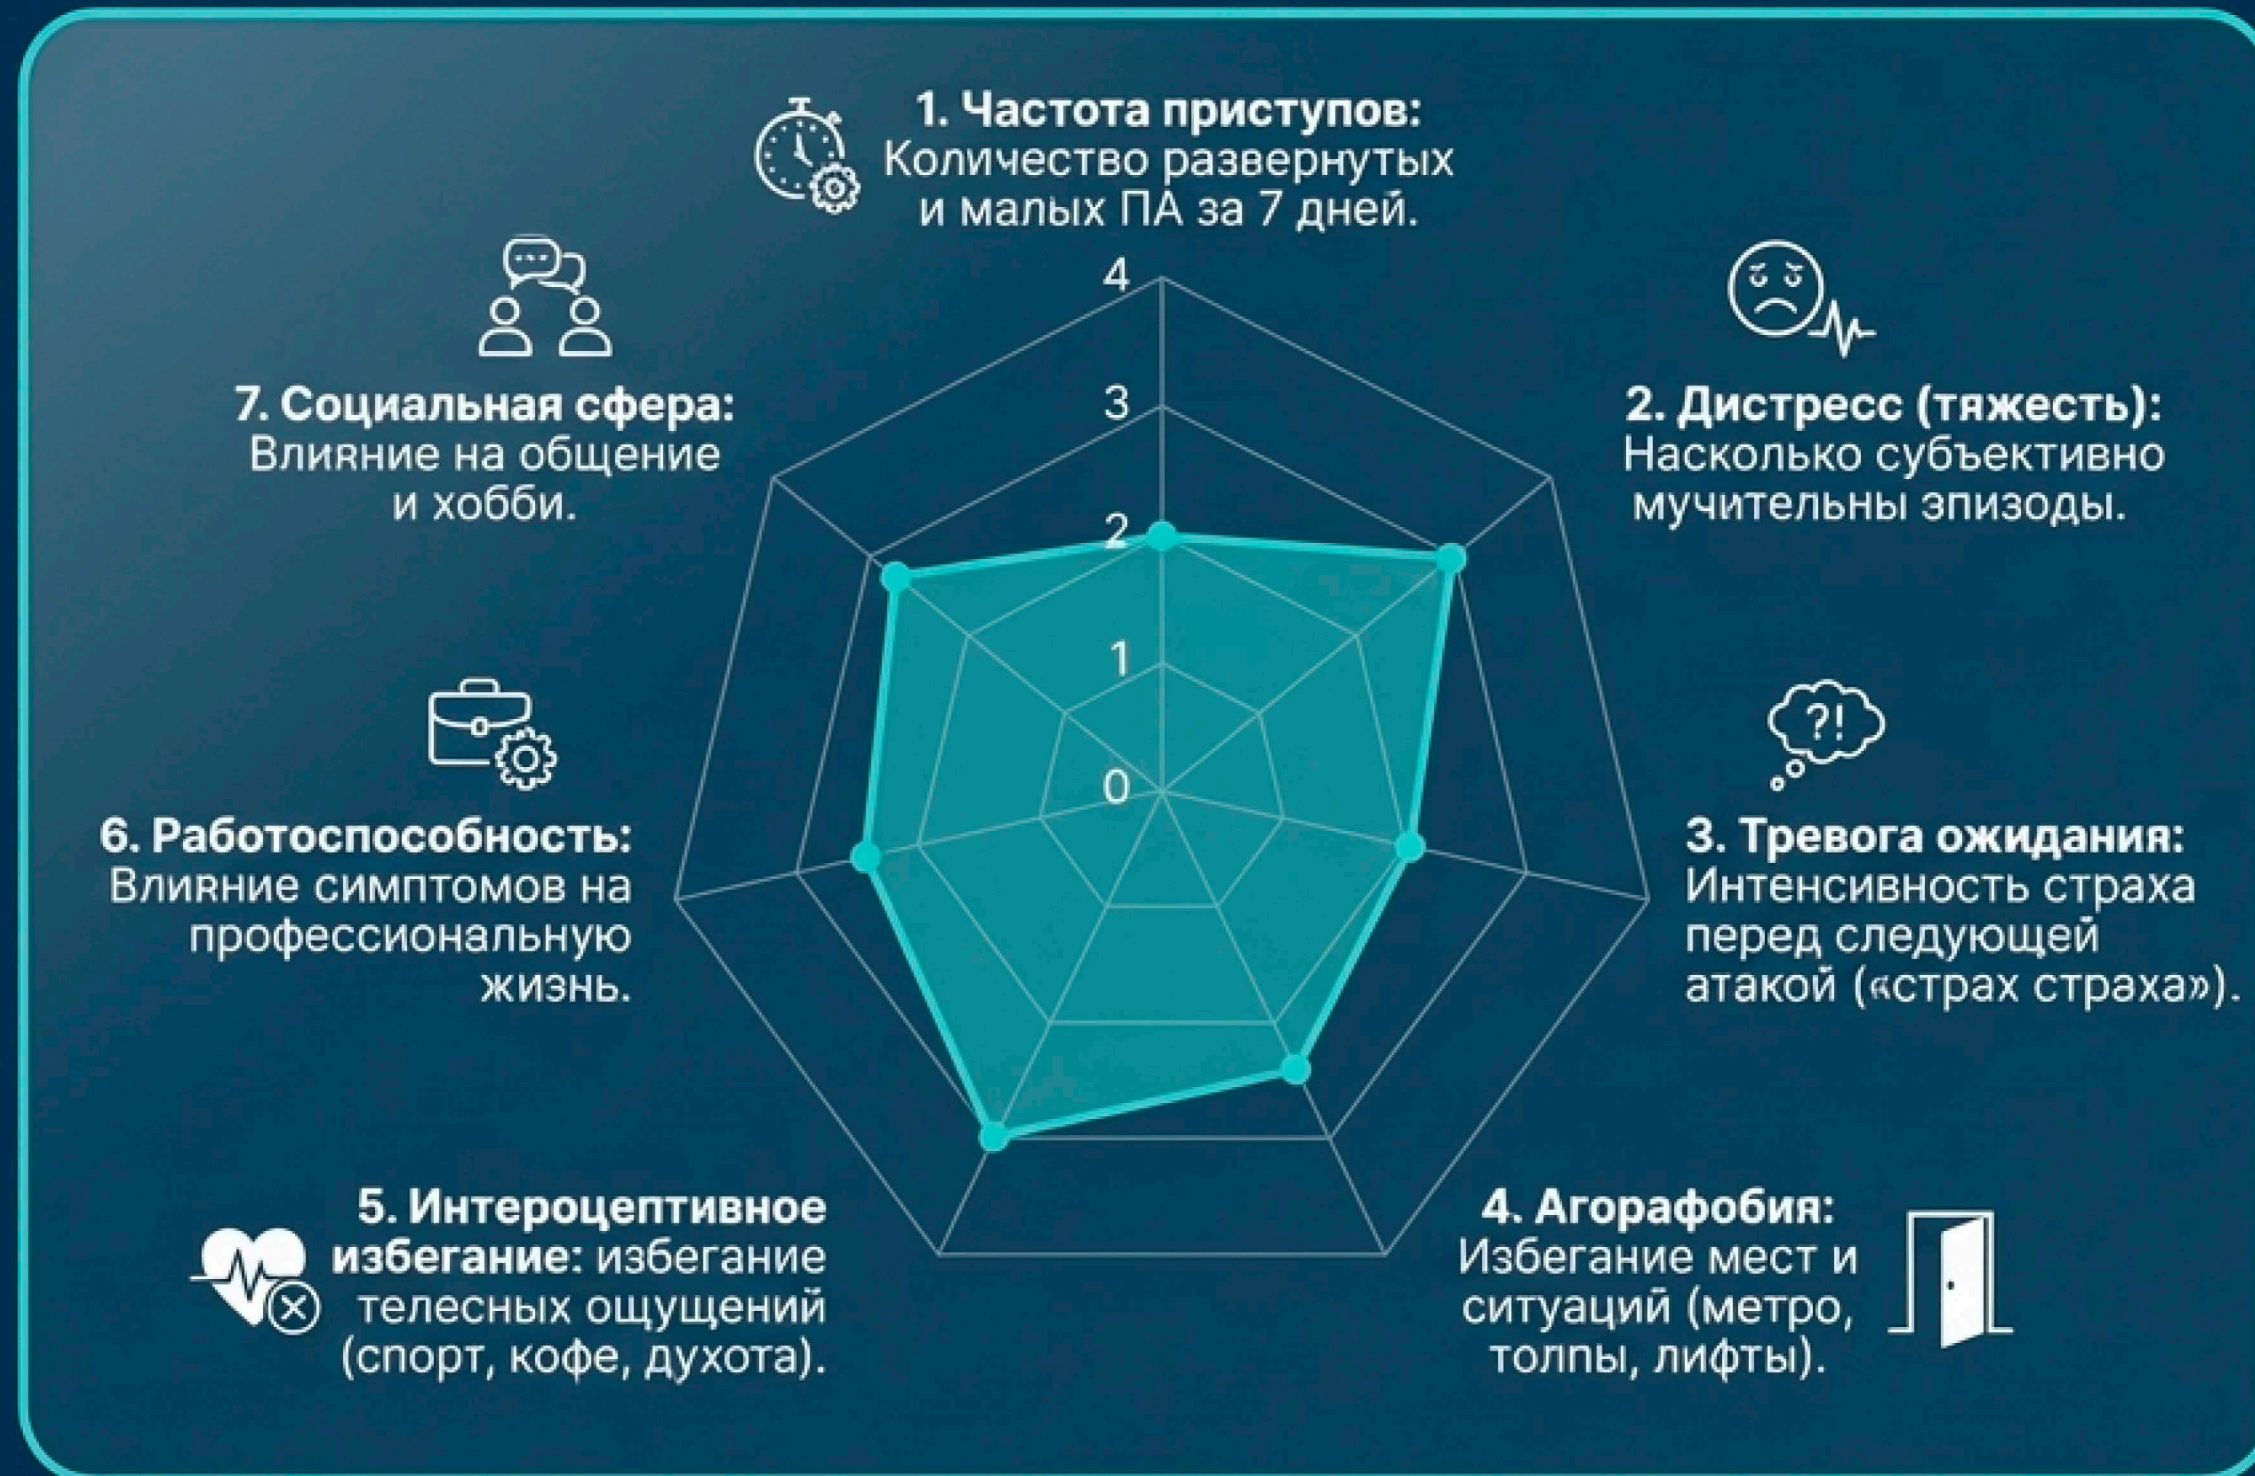 1. Частота приступов:
Количество развернутых
и малых ПА за 7 дней.
2. Дистресс (тяжесть):
Насколько субъективно
мучительны эпизоды.
?!
3. Тревога ожидания:
Интенсивность страха
перед следующей
атакой («страх страха»).
4. Агорафобия:
Избегание мест и
ситуаций (метро,
толпы, лифты).
5. Интероцептивное
избегание: избегание
телесных ощущений
(спорт, кофе, духота).
6. Работоспособность:
Влияние симптомов на
профессиональную
жизнь.
7. Социальная сфера:
Влияние на общение
и хобби.
4
3
2
1
0